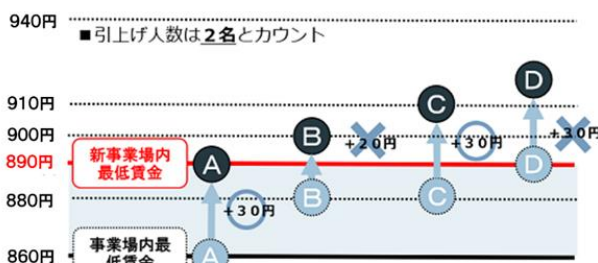 940円
■引上げ人数は2名とカウント
D
910円
C
900円
B
+20円
+30円
+30円
890円
新事業場内
最低賃金
A
D
880円
+30円
B
C
860円
事業場内最
低賃金
A